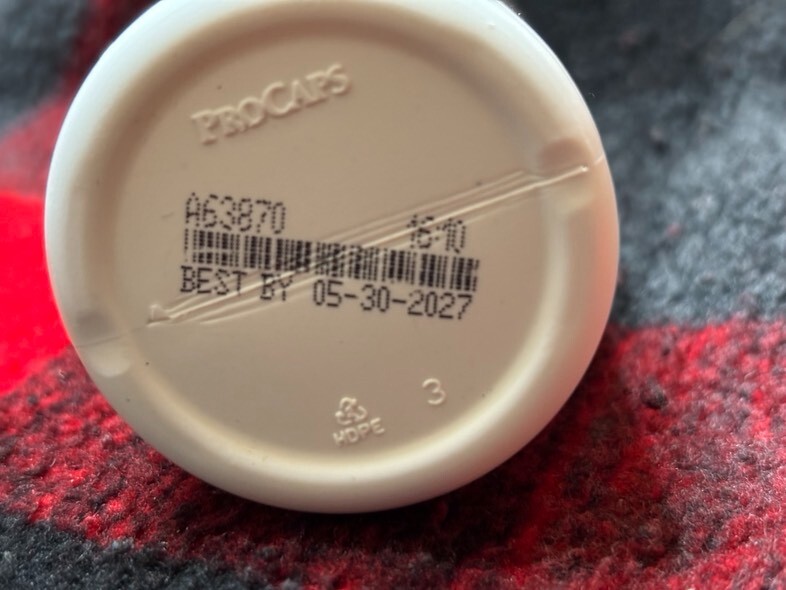 PROCAPS
A63870 16:10
BEST BY 05-30-2027
3
HDPE